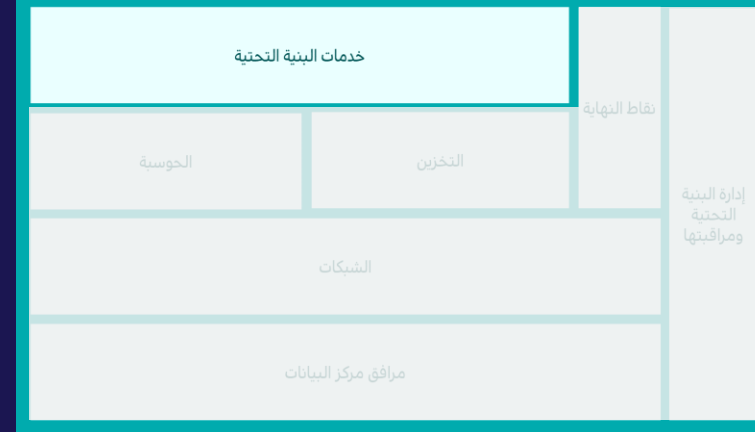 خدمات البنية التحتية
نقاط النهاية
إدارة البنية
التحتية
ومراقبتها
التخزين
الحوسبة
الشبكات
مرافق مركز البيانات